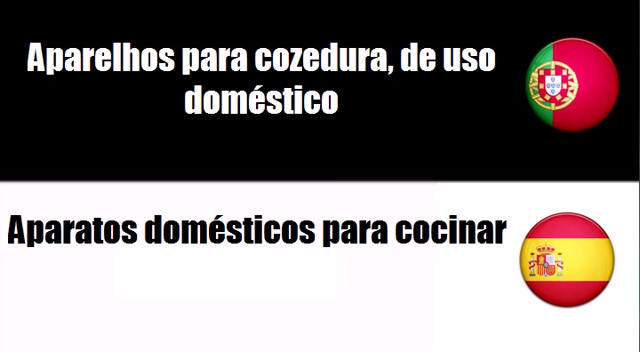 Aparelhos para cozedura, de uso
doméstico
Aparatos domésticos para cocinar